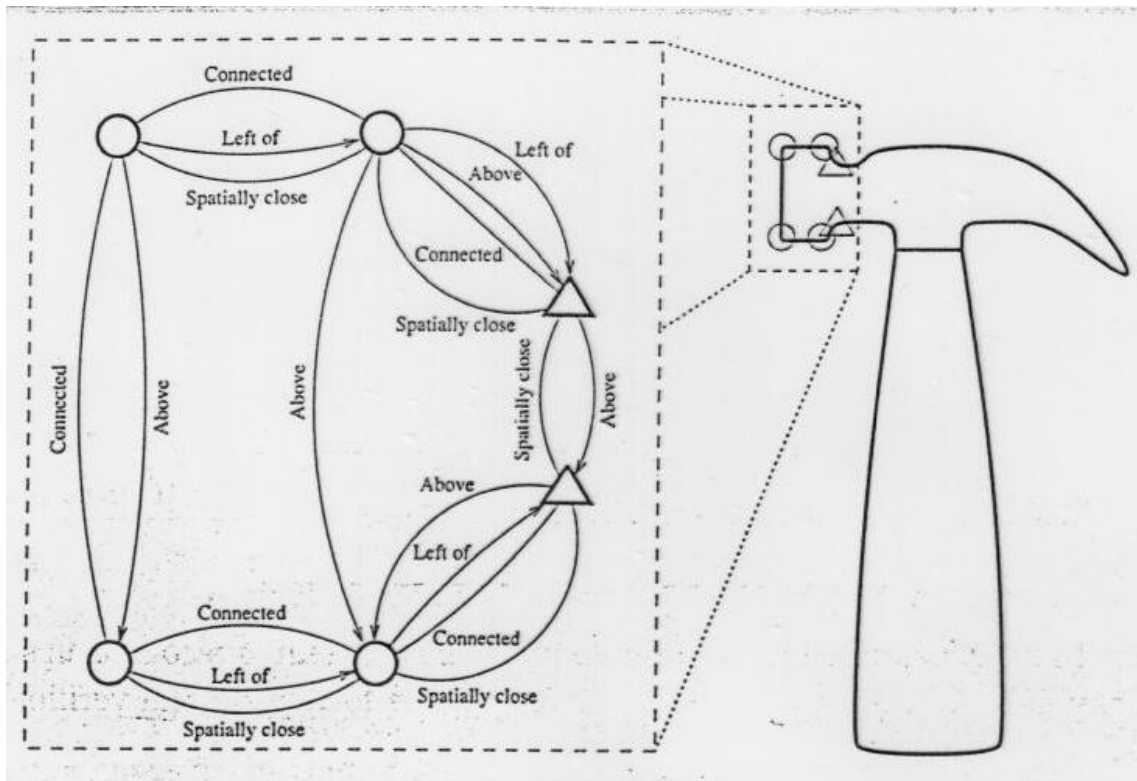 Connected
Left of
Spatially close
Left of
Above
Connected
Spatially close
Connected
Above
Above
Spatially close
Above
Above
Left of
Connected
Spatially close
Connected
Left of
Spatially close